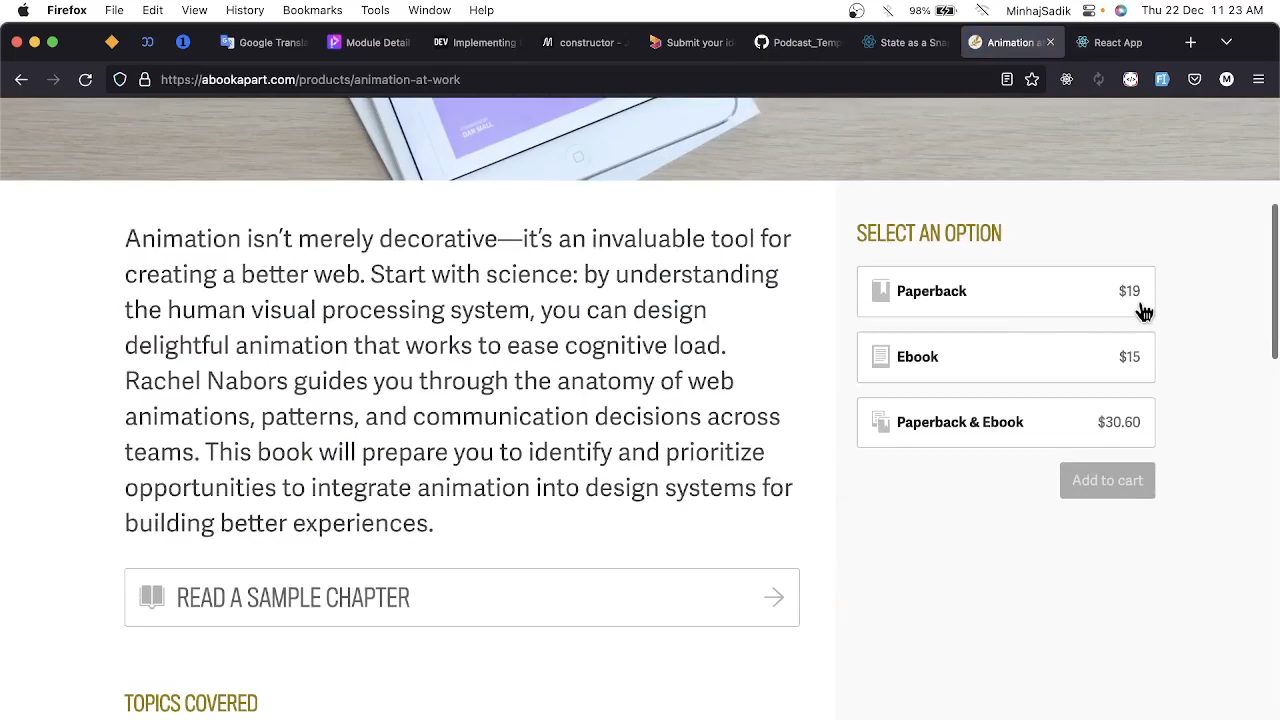 Firefox File Edit View History Bookmarks Tools Window Help 98% MinhajSadik Thu 22 Dec 11:23 AM
Google Transl Module Detail DEV Implementing constructor - J Submit your id Podcast_Temp State as a Sna Animation a React App
https://abookapart.com/products/animation-at-work M
DAN MALL
Animation isn't merely decorative—it's an invaluable tool for
creating a better web. Start with science: by understanding
the human visual processing system, you can design
delightful animation that works to ease cognitive load.
Rachel Nabors guides you through the anatomy of web
animations, patterns, and communication decisions across
teams. This book will prepare you to identify and prioritize
opportunities to integrate animation into design systems for
building better experiences.
READ A SAMPLE CHAPTER
TOPICS COVERED
SELECT AN OPTION
Paperback $19
Ebook $15
Paperback & Ebook $30.60
Add to cart